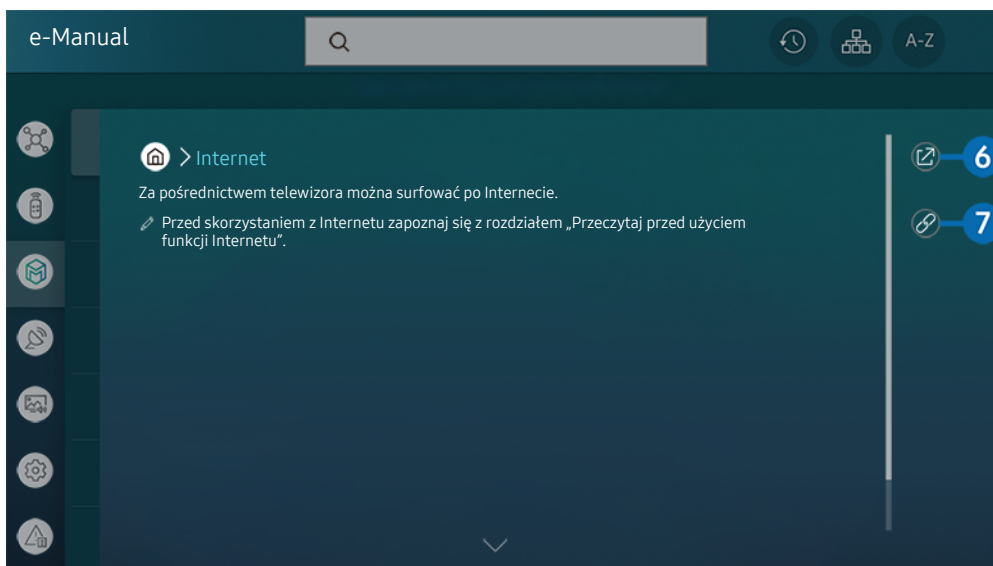 e-Manual
A-Z
Internet
6
Za pośrednictwem telewizora można surfować po Internecie.
Przed skorzystaniem z Internetu zapoznaj się z rozdziałem „Przeczytaj przed użyciem
funkcji Internetu”.
7